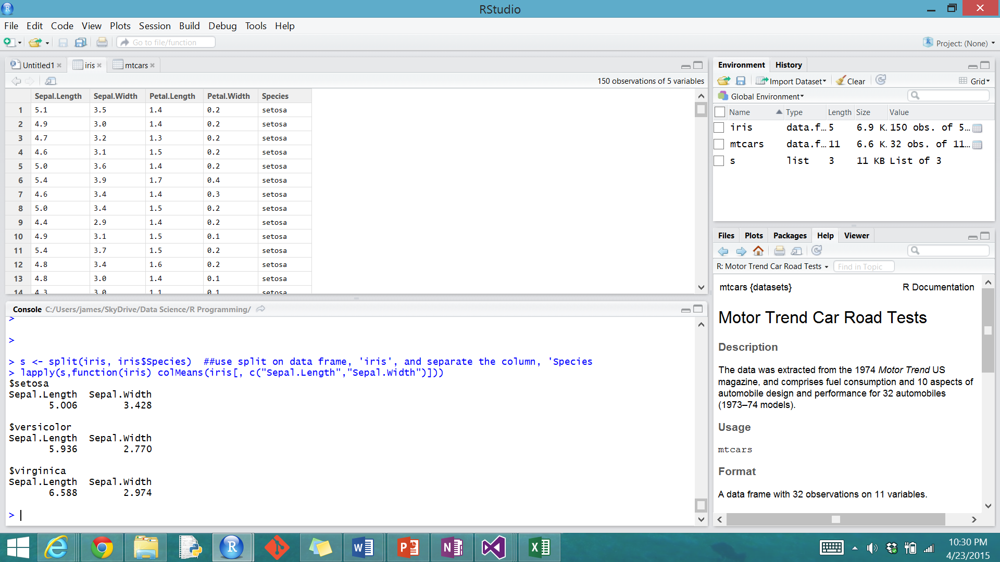 RStudio
File Edit Code View Plots Session Build Debug Tools Help
Go to file/function
Project: (None)
Untitled1 iris mtcars
150 observations of 5 variables
Sepal.Length Sepal.Width Petal.Length Petal.Width Species
1 5.1 3.5 1.4 0.2 setosa
2 4.9 3.0 1.4 0.2 setosa
3 4.7 3.2 1.3 0.2 setosa
4 4.6 3.1 1.5 0.2 setosa
5 5.0 3.6 1.4 0.2 setosa
6 5.4 3.9 1.7 0.4 setosa
7 4.6 3.4 1.4 0.3 setosa
8 5.0 3.4 1.5 0.2 setosa
9 4.4 2.9 1.4 0.2 setosa
10 4.9 3.1 1.5 0.1 setosa
11 5.4 3.7 1.5 0.2 setosa
12 4.8 3.4 1.6 0.2 setosa
13 4.8 3.0 1.4 0.1 setosa
14 4.3 3.0 1.1 0.1 setosa
Console C:/Users/james/SkyDrive/Data Science/R Programming/
>
>
> s <- split(iris, iris$Species)  ##use split on data frame, 'iris', and separate the column, 'Species
> lapply(s,function(iris) colMeans(iris[, c("Sepal.Length","Sepal.Width")]))
$setosa
Sepal.Length  Sepal.Width
5.006 3.428
$versicolor
Sepal.Length  Sepal.Width
5.936 2.770
$virginica
Sepal.Length  Sepal.Width
6.588 2.974
>
Environment History
Import Dataset Clear Grid
Global Environment
Name Type Length Size Value
iris data.f… 5 6.9 K. 150 obs. of 5…
mtcars data.f… 11 6.6 K. 32 obs. of 11…
s list 3 11 KB List of 3
Files Plots Packages Help Viewer
R: Motor Trend Car Road Tests Find in Topic
mtcars {datasets} R Documentation
Motor Trend Car Road Tests
Description
The data was extracted from the 1974 Motor Trend US
magazine, and comprises fuel consumption and 10 aspects of
automobile design and performance for 32 automobiles
(1973–74 models).
Usage
mtcars
Format
A data frame with 32 observations on 11 variables.
10:30 PM
4/23/2015